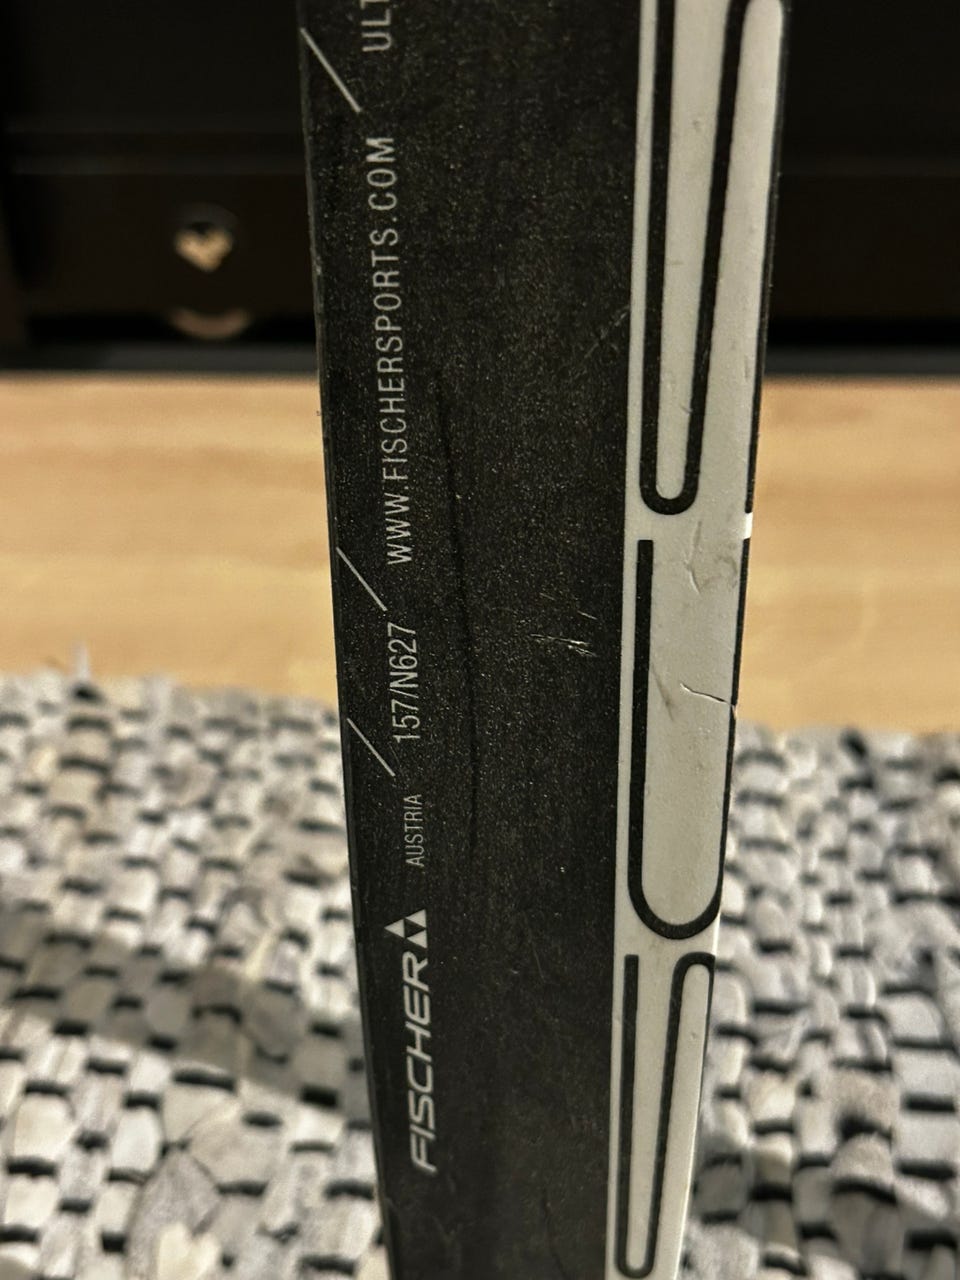 FISCHER
AUSTRIA / 157/N627 / WWW.FISCHERSPORTS.COM /